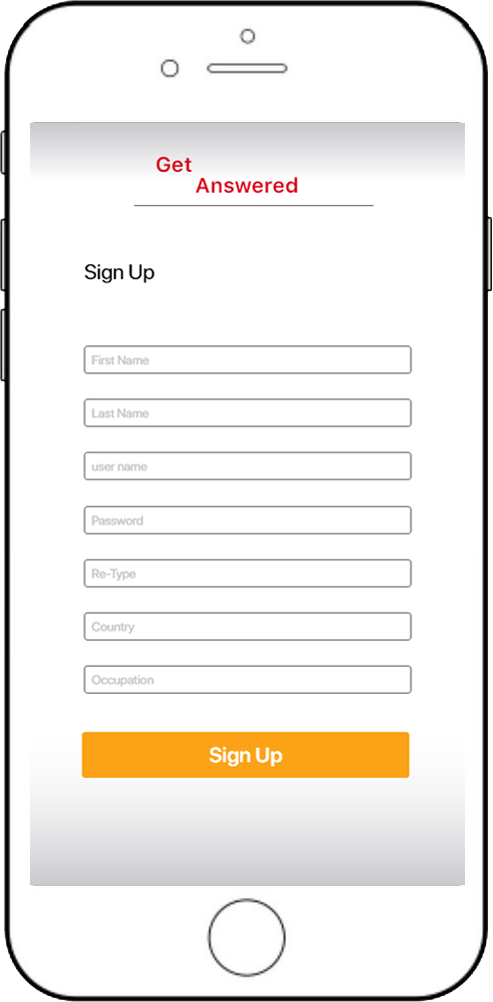 Get
Answered
Sign Up
First Name
Last Name
user name
Password
Re-Type
Country
Occupation
Sign Up